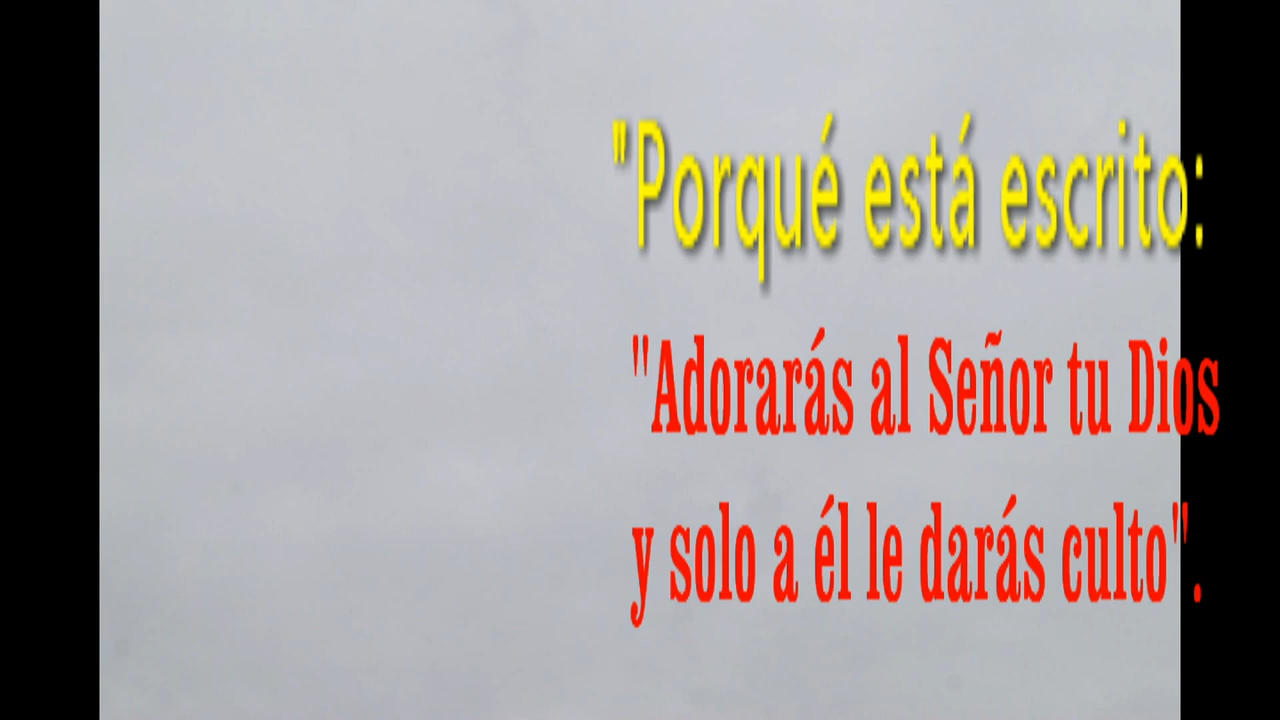 "Porqué está escrito:
"Adorarás al Señor tu Dios
y solo a él le darás culto".